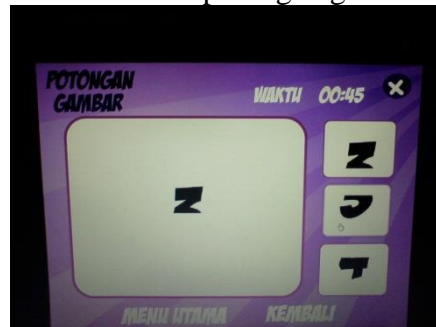 POTONGAN
GAMBAR
WAKTU 00:45 X
Z
Z
MENU UTAMA KEMBALI